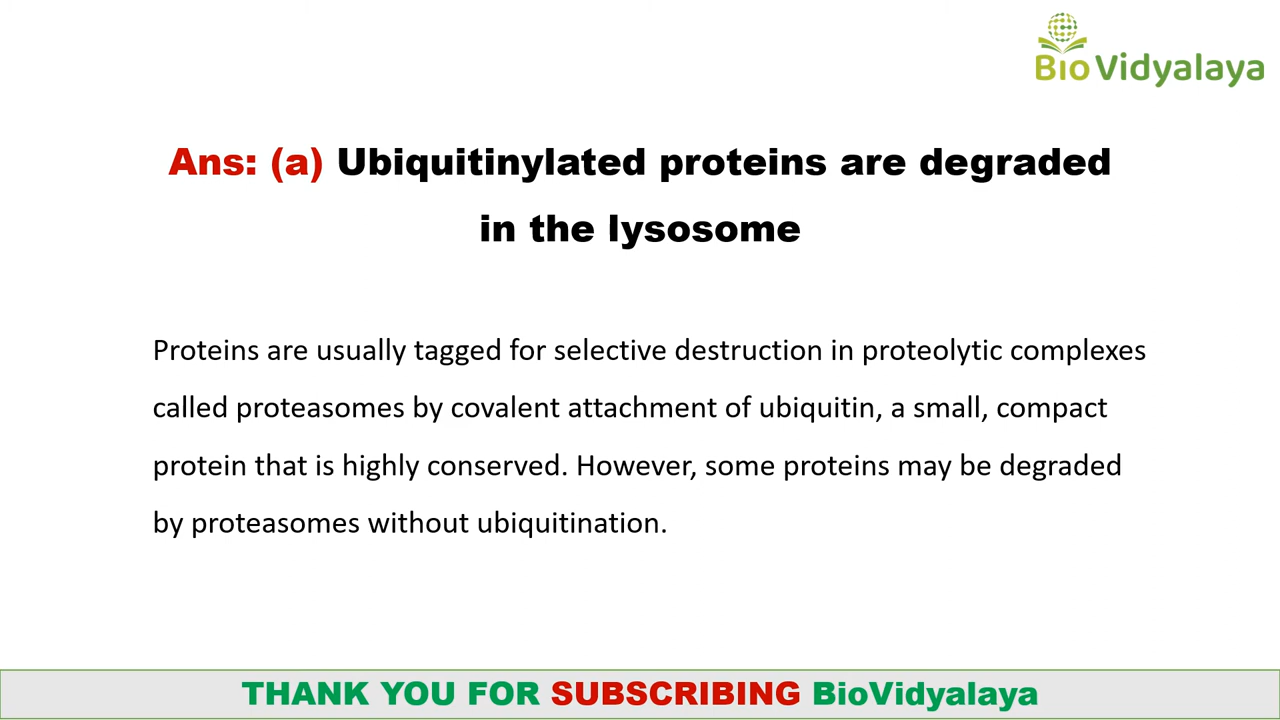 Bio Vidyalaya
Ans: (a) Ubiquitinylated proteins are degraded
in the lysosome
Proteins are usually tagged for selective destruction in proteolytic complexes
called proteasomes by covalent attachment of ubiquitin, a small, compact
protein that is highly conserved. However, some proteins may be degraded
by proteasomes without ubiquitination.
THANK YOU FOR SUBSCRIBING BioVidyalaya